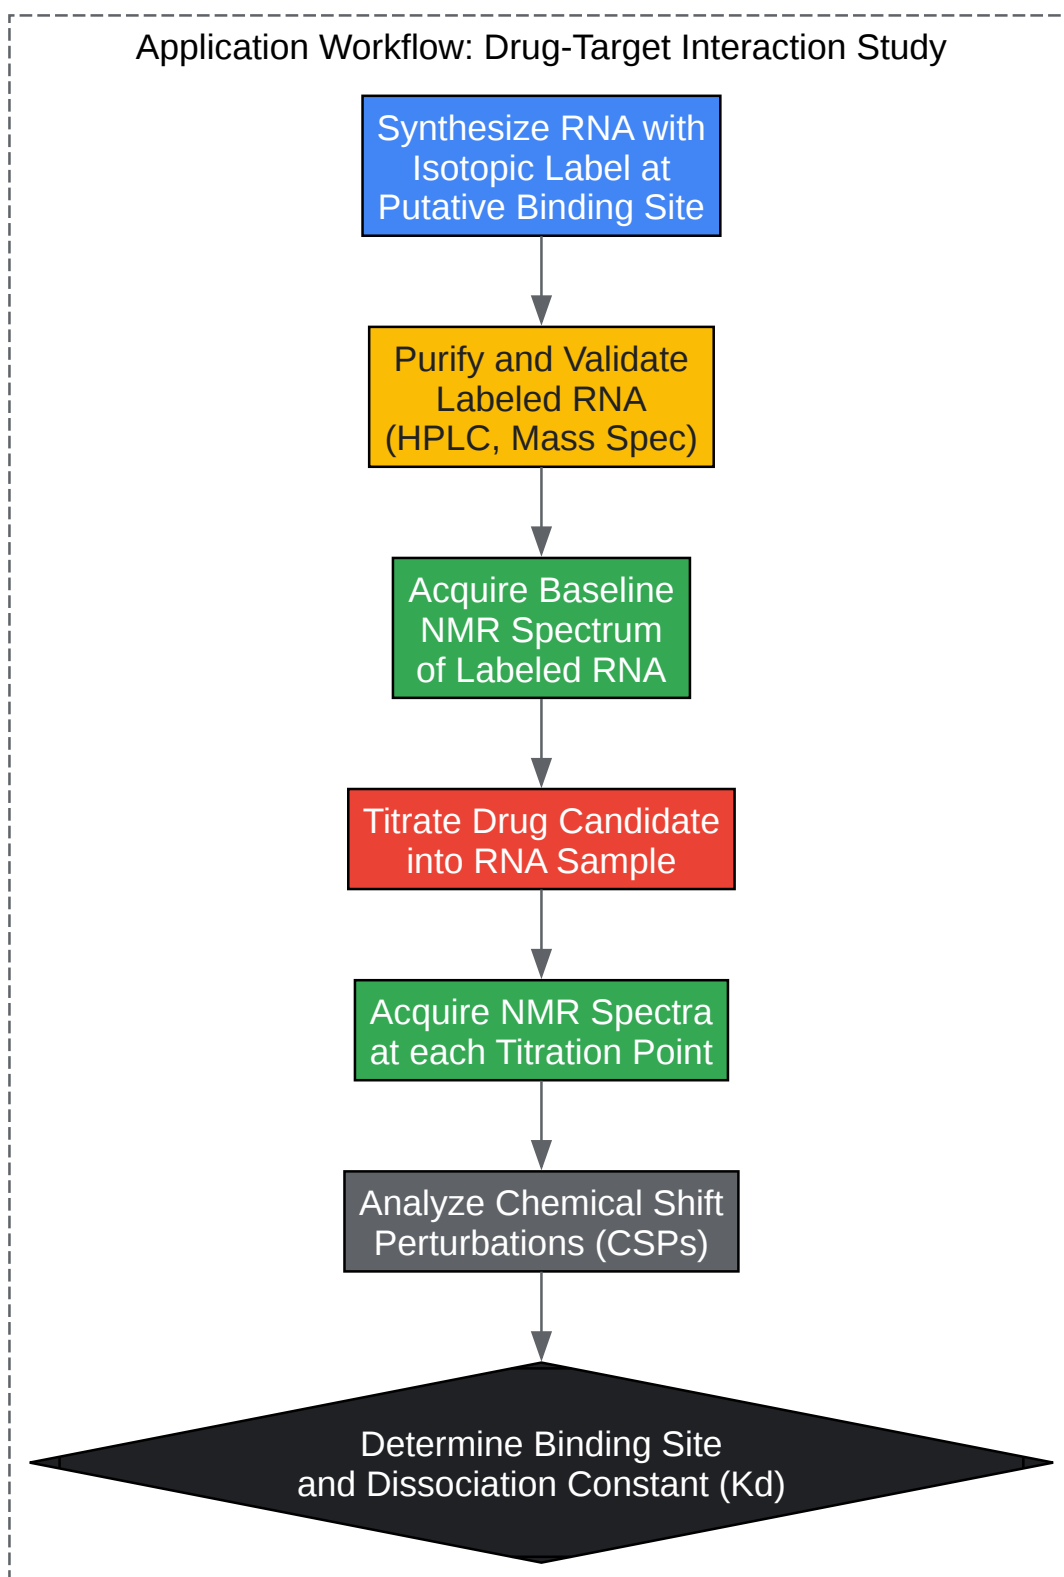 Application Workflow: Drug-Target Interaction Study
Synthesize RNA with
Isotopic Label at
Putative Binding Site
Purify and Validate
Labeled RNA
(HPLC, Mass Spec)
Acquire Baseline
NMR Spectrum
of Labeled RNA
Titrate Drug Candidate
into RNA Sample
Acquire NMR Spectra
at each Titration Point
Analyze Chemical Shift
Perturbations (CSPs)
Determine Binding Site
and Dissociation Constant (Kd)